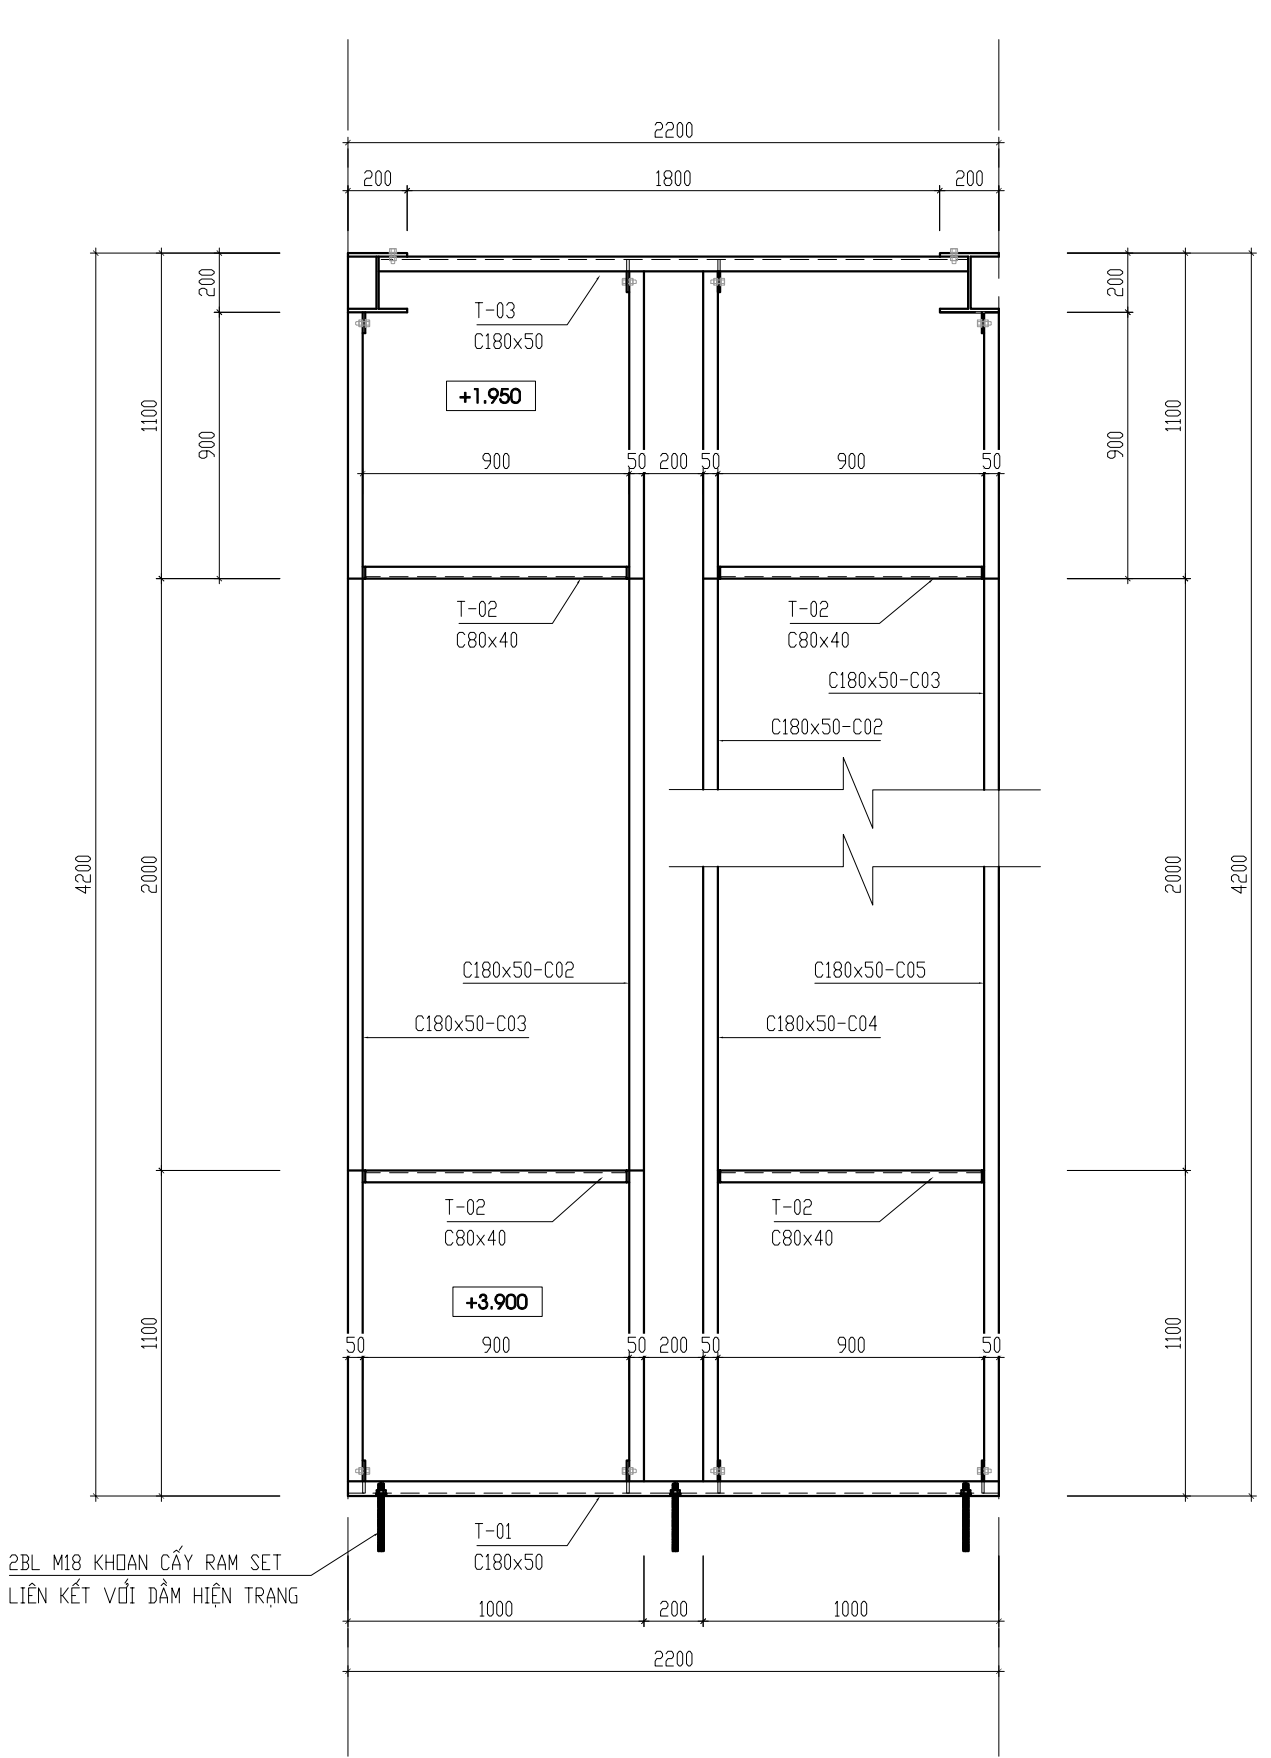 2200
200 1800 200
200 200
T-03
C180x50
+1.950
1100 900 900 1100
900 50 200 50 900 50
T-02 T-02
C80x40 C80x40
C180x50-C03
C180x50-C02
4200 2000 2000 4200
C180x50-C02 C180x50-C05
C180x50-C03 C180x50-C04
T-02 T-02
C80x40 C80x40
+3.900
1100 1100
50 900 50 200 50 900 50
T-01
C180x50
2BL M18 KHOAN CẤY RAM SET
LIÊN KẾT VỚI DẦM HIỆN TRẠNG
1000 200 1000
2200